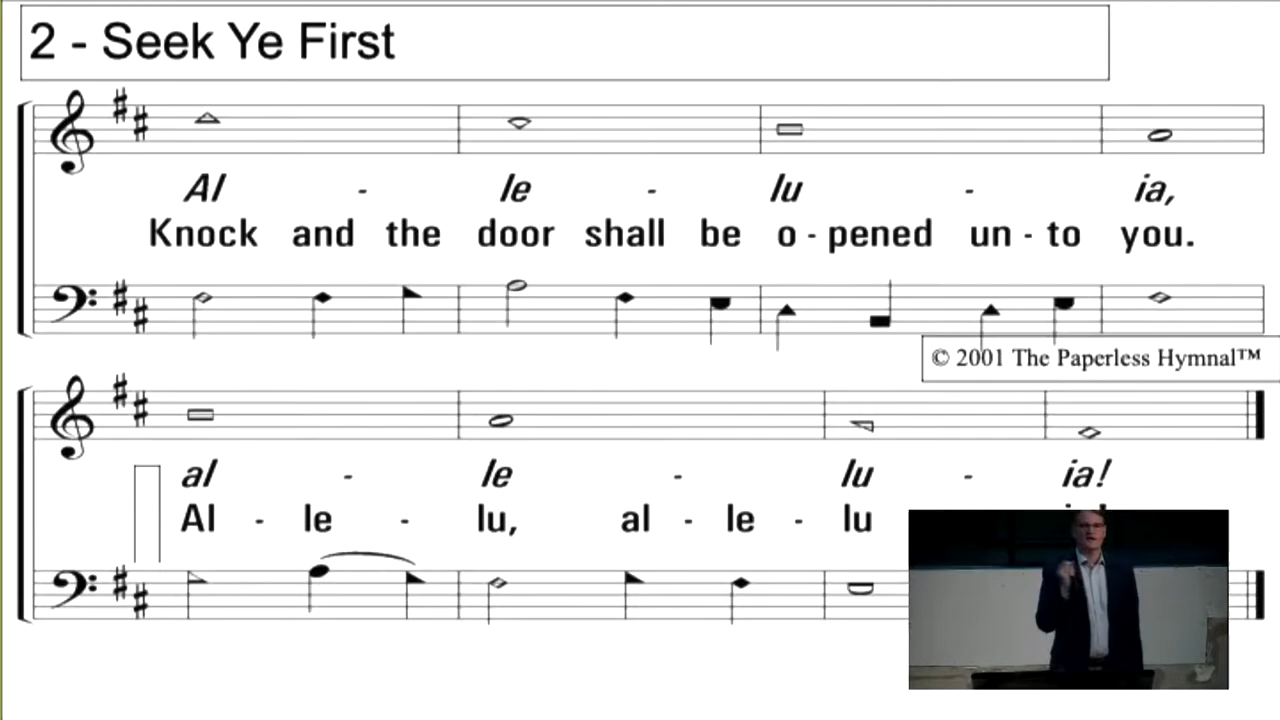 2 - Seek Ye First
Al - le - lu - ia,
Knock and the door shall be o - pened un - to you.
© 2001 The Paperless Hymnal™
al - le - lu - ia!
Al - le - lu, al - le - lu